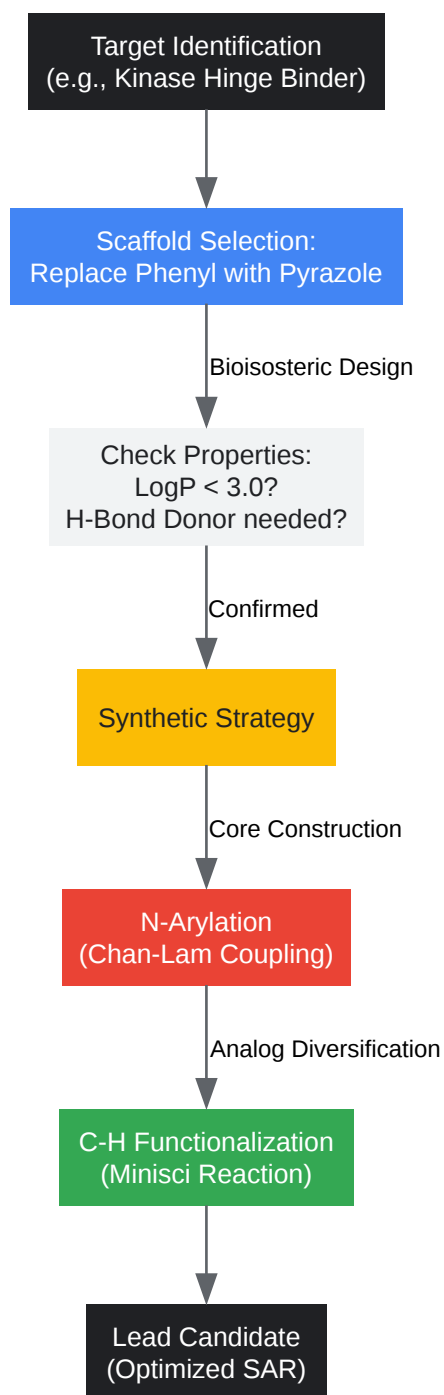 Target Identification
(e.g., Kinase Hinge Binder)
Scaffold Selection:
Replace Phenyl with Pyrazole
Bioisosteric Design
Check Properties:
LogP < 3.0?
H-Bond Donor needed?
Confirmed
Synthetic Strategy
Core Construction
N-Arylation
(Chan-Lam Coupling)
Analog Diversification
C-H Functionalization
(Minisci Reaction)
Lead Candidate
(Optimized SAR)